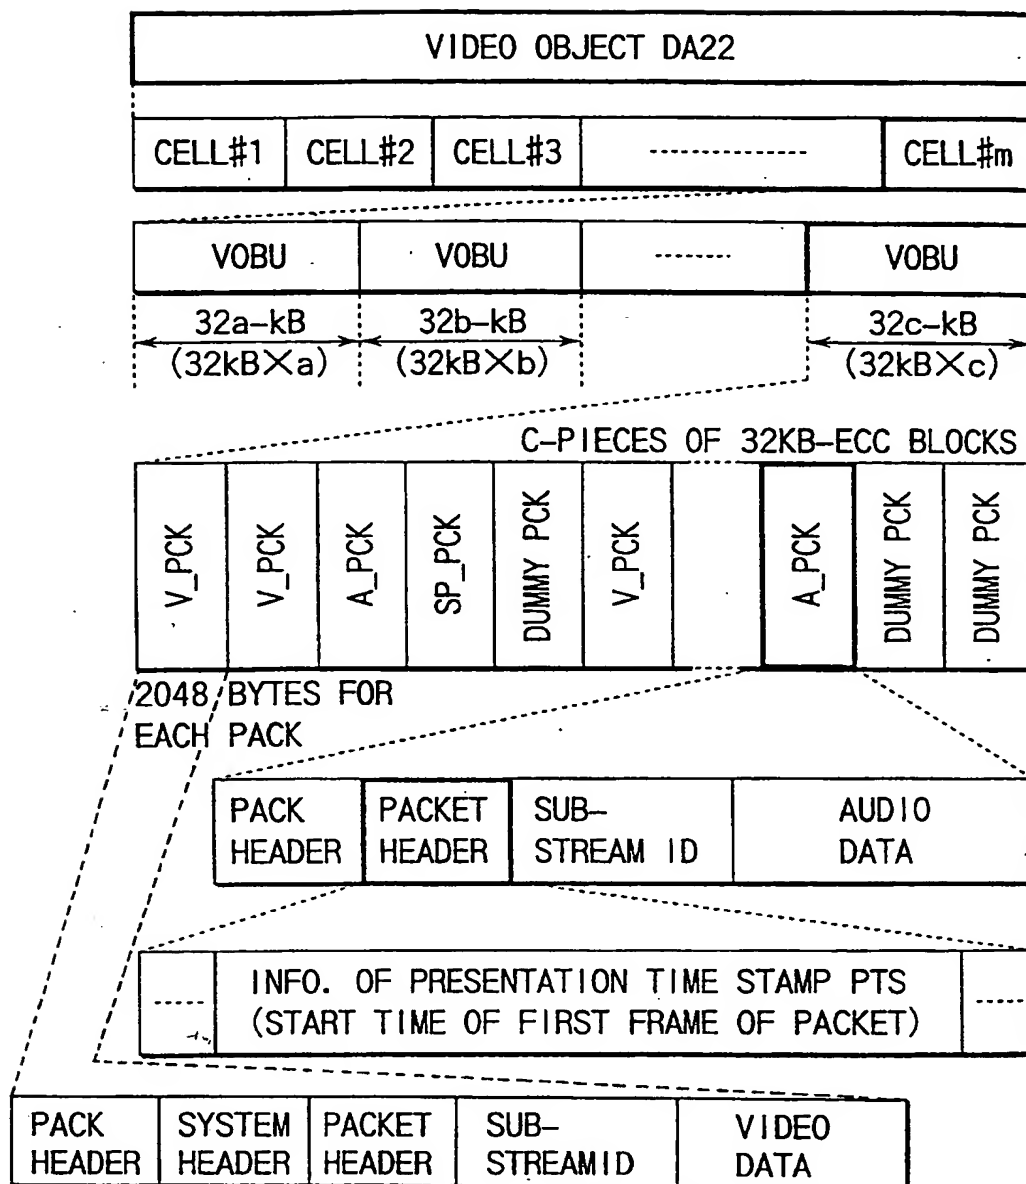 VIDEO OBJECT DA22
CELL#1 CELL#2 CELL#3 CELL#m
VOBU VOBU VOBU
32a-kB 32b-kB 32c-kB
(32kB×a) (32kB×b) (32kB×c)
C-PIECES OF 32KB-ECC BLOCKS
V_PCK V_PCK A_PCK SP_PCK DUMMY PCK V_PCK A_PCK DUMMY PCK DUMMY PCK
2048 BYTES FOR
EACH PACK
PACK PACKET SUB- AUDIO
HEADER HEADER STREAM ID DATA
INFO. OF PRESENTATION TIME STAMP PTS
(START TIME OF FIRST FRAME OF PACKET)
PACK SYSTEM PACKET SUB- VIDEO
HEADER HEADER HEADER STREAMID DATA